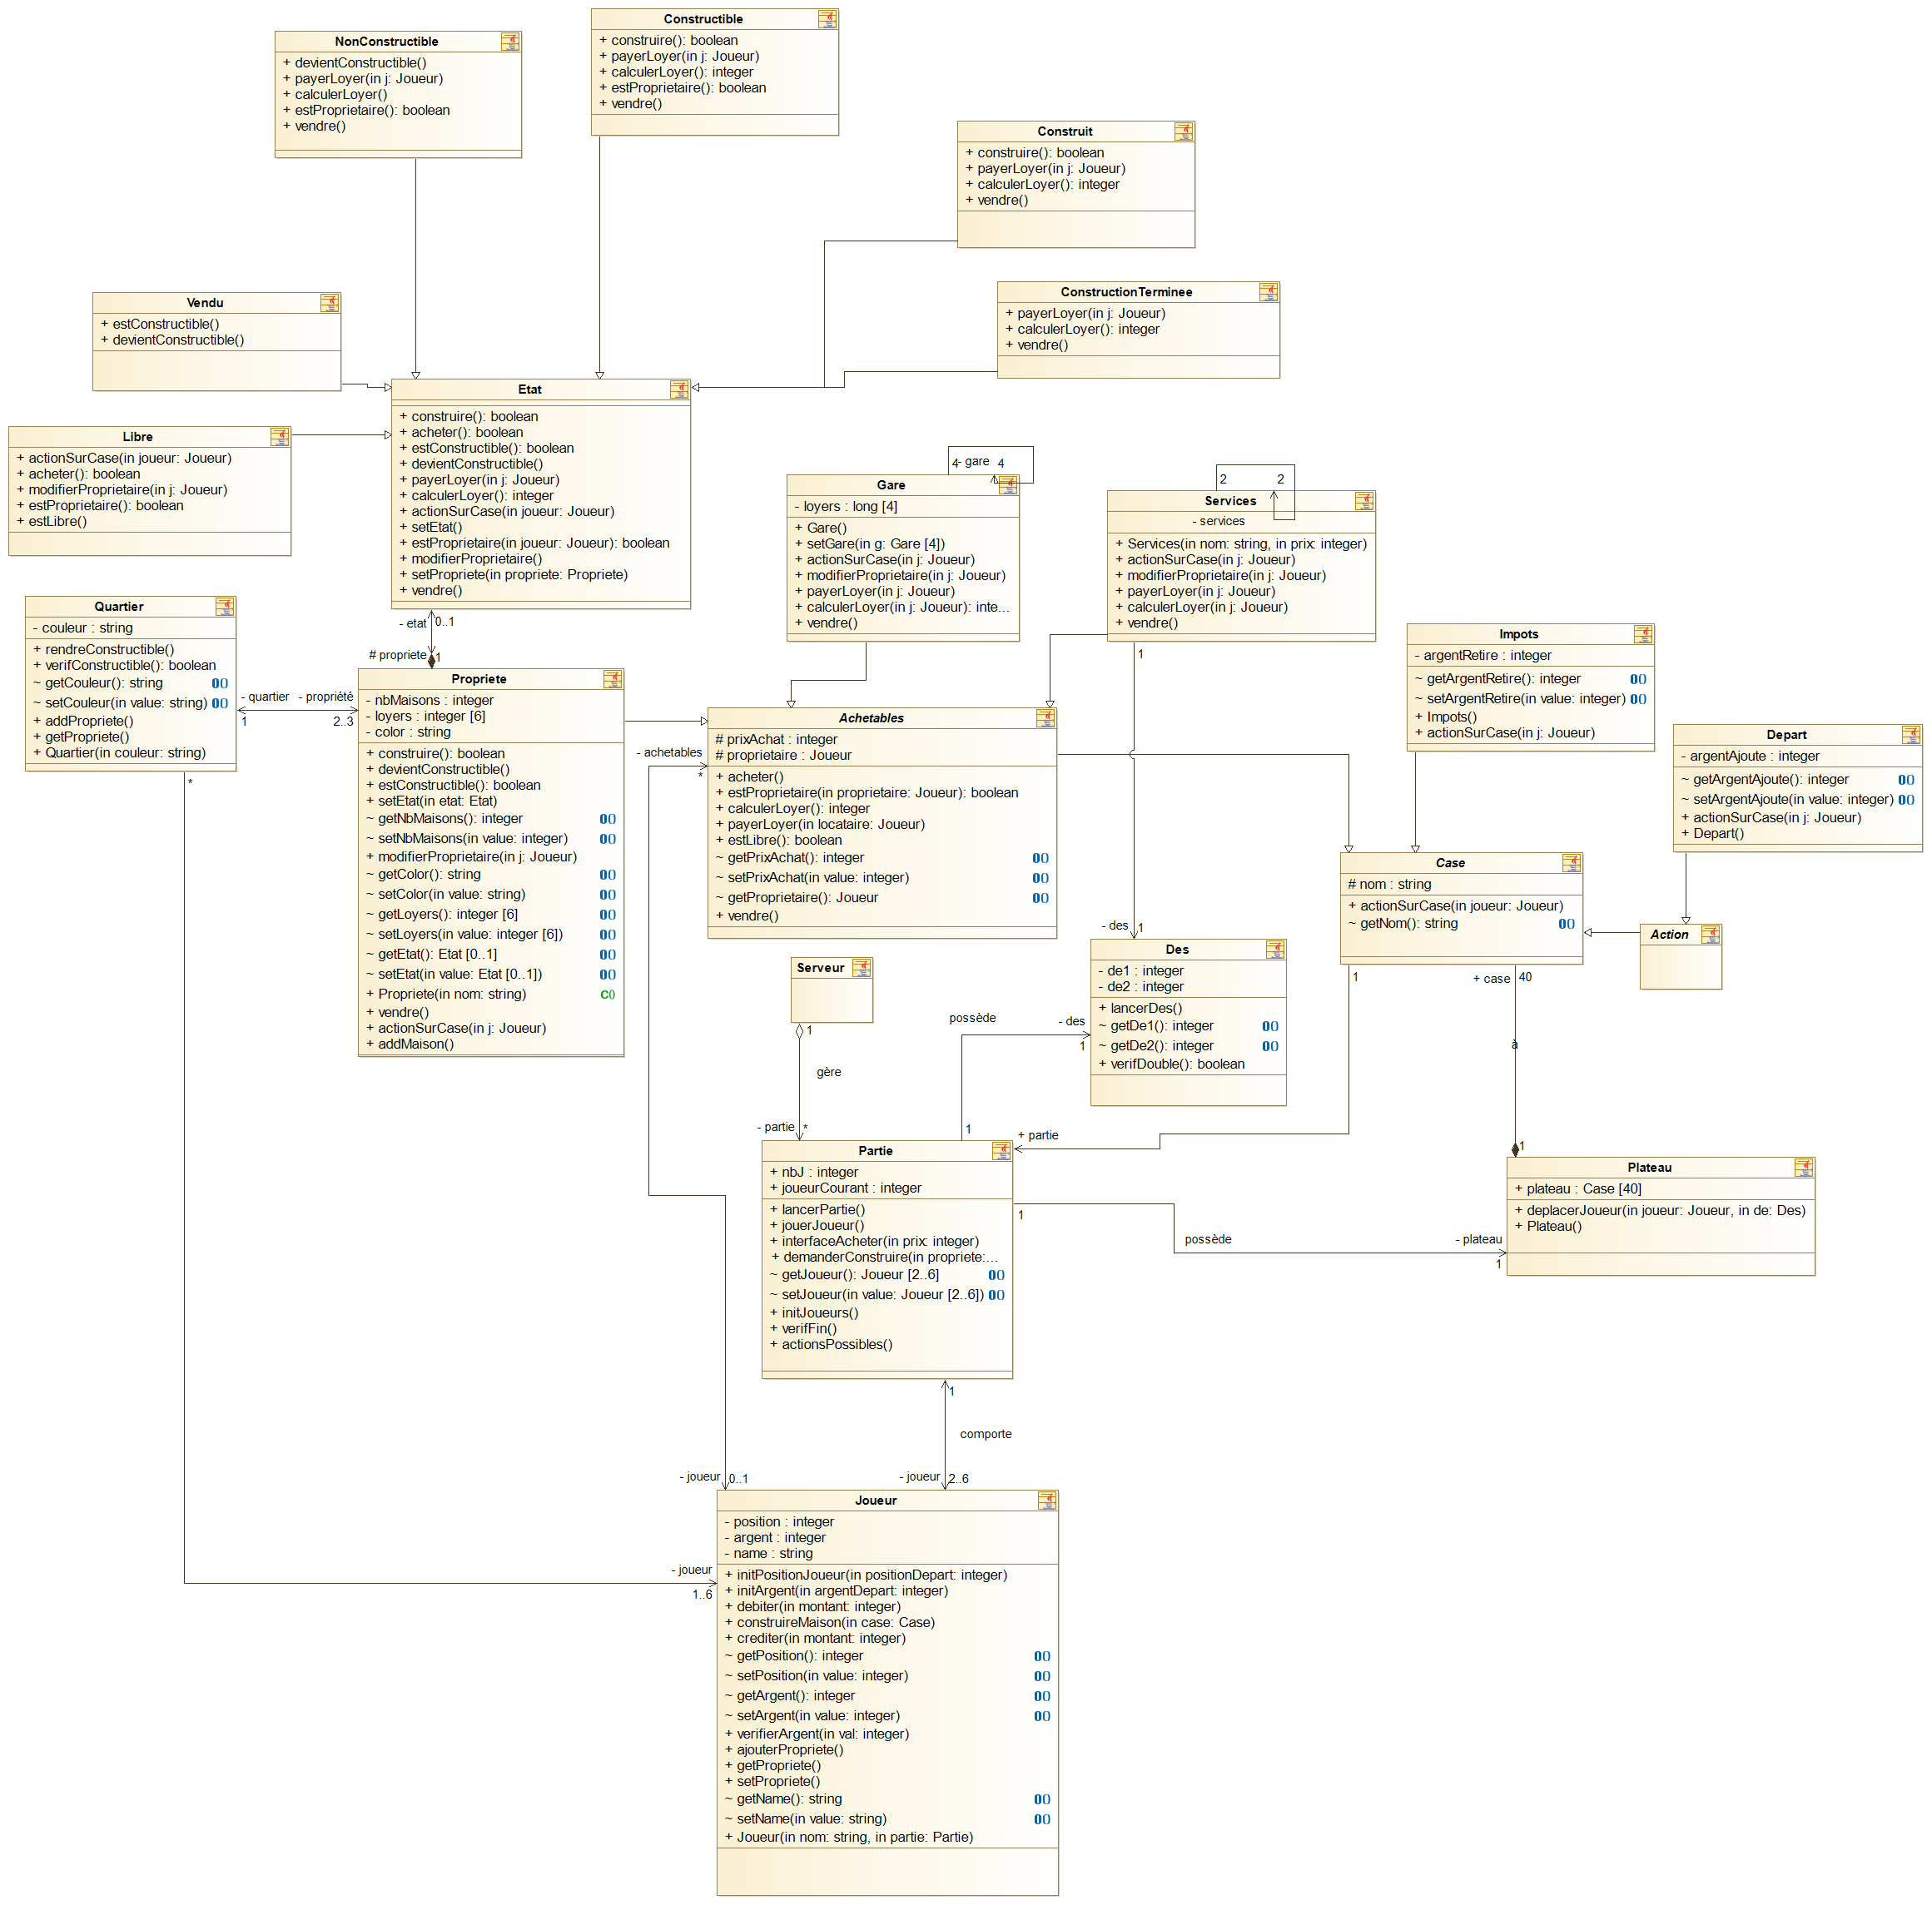 Constructible
+ construire(): boolean
+ payerLoyer(in j: Joueur)
+ calculerLoyer(): integer
+ estProprietaire(): boolean
+ vendre()
NonConstructible
+ devientConstructible()
+ payerLoyer(in j: Joueur)
+ calculerLoyer()
+ estProprietaire(): boolean
+ vendre()
Construit
+ construire(): boolean
+ payerLoyer(in j: Joueur)
+ calculerLoyer(): integer
+ vendre()
ConstructionTerminee
+ payerLoyer(in j: Joueur)
+ calculerLoyer(): integer
+ vendre()
Vendu
+ estConstructible()
+ devientConstructible()
Etat
+ construire(): boolean
+ acheter(): boolean
+ estConstructible(): boolean
+ devientConstructible()
+ payerLoyer(in j: Joueur)
+ calculerLoyer(): integer
+ actionSurCase(in joueur: Joueur)
+ setEtat()
+ estProprietaire(in joueur: Joueur): boolean
+ modifierProprietaire()
+ setPropriete(in propriete: Propriete)
+ vendre()
Libre
+ actionSurCase(in joueur: Joueur)
+ acheter(): boolean
+ modifierProprietaire(in j: Joueur)
+ estProprietaire(): boolean
+ estLibre()
4
- gare
4
Gare
- loyers : long [4]
+ Gare()
+ setGare(in g: Gare [4])
+ actionSurCase(in j: Joueur)
+ modifierProprietaire(in j: Joueur)
+ payerLoyer(in j: Joueur)
+ calculerLoyer(in j: Joueur): inte...
+ vendre()
2
2
Services
- services
+ Services(in nom: string, in prix: integer)
+ actionSurCase(in j: Joueur)
+ modifierProprietaire(in j: Joueur)
+ payerLoyer(in j: Joueur)
+ calculerLoyer(in j: Joueur)
+ vendre()
1
Quartier
- couleur : string
+ rendreConstructible()
+ verifConstructible(): boolean
~ getCouleur(): string
~ setCouleur(in value: string)
+ addPropriete()
+ getPropriete()
+ Quartier(in couleur: string)
*
- etat
0..1
# propriete
1
- quartier
1
- propriété
2..3
Propriete
- nbMaisons : integer
- loyers : integer [6]
- color : string
+ construire(): boolean
+ devientConstructible()
+ estConstructible(): boolean
+ setEtat(in etat: Etat)
~ getNbMaisons(): integer
~ setNbMaisons(in value: integer)
+ modifierProprietaire(in j: Joueur)
~ getColor(): string
~ setColor(in value: string)
~ getLoyers(): integer [6]
~ setLoyers(in value: integer [6])
~ getEtat(): Etat [0..1]
~ setEtat(in value: Etat [0..1])
+ Propriete(in nom: string)
+ vendre()
+ actionSurCase(in j: Joueur)
+ addMaison()
- achetables
*
Achetables
# prixAchat : integer
# proprietaire : Joueur
+ acheter()
+ estProprietaire(in proprietaire: Joueur): boolean
+ calculerLoyer(): integer
+ payerLoyer(in locataire: Joueur)
+ estLibre(): boolean
~ getPrixAchat(): integer
~ setPrixAchat(in value: integer)
~ getProprietaire(): Joueur
+ vendre()
Impots
- argentRetire : integer
~ getArgentRetire(): integer
~ setArgentRetire(in value: integer)
+ Impots()
+ actionSurCase(in j: Joueur)
Depart
- argentAjoute : integer
~ getArgentAjoute(): integer
~ setArgentAjoute(in value: integer)
+ actionSurCase(in j: Joueur)
+ Depart()
Case
# nom : string
+ actionSurCase(in joueur: Joueur)
~ getNom(): string
Action
1
+ case
40
à
1
- des
1
Des
- de1 : integer
- de2 : integer
+ lancerDes()
~ getDe1(): integer
~ getDe2(): integer
+ verifDouble(): boolean
Serveur
1
gère
- partie
*
possède
- des
1
1
+ partie
Partie
+ nbJ : integer
+ joueurCourant : integer
+ lancerPartie()
+ jouerJoueur()
+ interfaceAcheter(in prix: integer)
+ demanderConstruire(in propriete:...
~ getJoueur(): Joueur [2..6]
~ setJoueur(in value: Joueur [2..6])
+ initJoueurs()
+ verifFin()
+ actionsPossibles()
1
possède
- plateau
1
Plateau
+ plateau : Case [40]
+ deplacerJoueur(in joueur: Joueur, in de: Des)
+ Plateau()
1
comporte
- joueur
0..1
- joueur
2..6
- joueur
1..6
Joueur
- position : integer
- argent : integer
- name : string
+ initPositionJoueur(in positionDepart: integer)
+ initArgent(in argentDepart: integer)
+ debiter(in montant: integer)
+ construireMaison(in case: Case)
+ crediter(in montant: integer)
~ getPosition(): integer
~ setPosition(in value: integer)
~ getArgent(): integer
~ setArgent(in value: integer)
+ verifierArgent(in val: integer)
+ ajouterPropriete()
+ getPropriete()
+ setPropriete()
~ getName(): string
~ setName(in value: string)
+ Joueur(in nom: string, in partie: Partie)